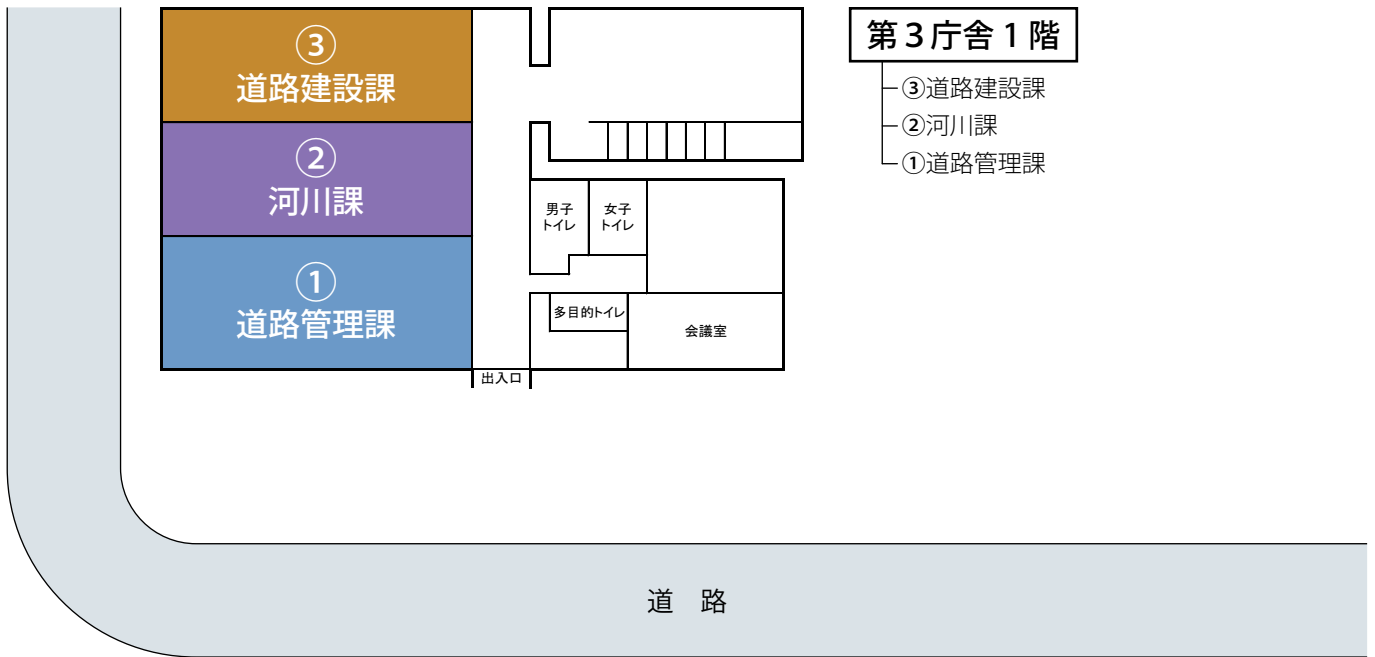 ③
道路建設課
②
河川課
①
道路管理課
男子
トイレ
女子
トイレ
多目的トイレ
会議室
出入口
第3庁舎1階
③道路建設課
②河川課
①道路管理課
道 路